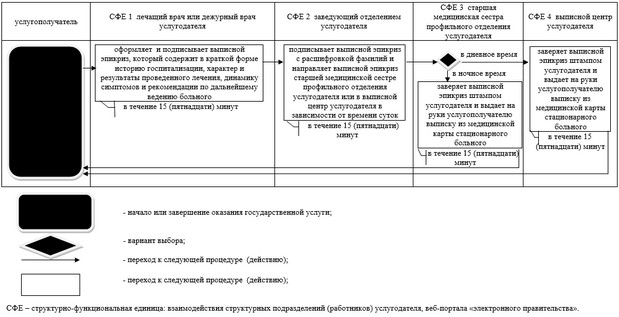 услугополучатель
СФЕ 1 лечащий врач или дежурный врач
услугодателя
СФЕ 2 заведующий отделением
услугодателя
СФЕ 3 старшая
медицинская сестра
профильного отделения
услугодателя
СФЕ 4 выписной центр
услугодателя
оформляет и подписывает выписной
эпикриз, который содержит в краткой форме
историю госпитализации, характер и
результаты проведенного лечения, динамику
симптомов и рекомендации по дальнейшему
ведению больного
в течение 15 (пятнадцати) минут
подписывает выписной эпикриз
с расшифровкой фамилий и
направляет выписной эпикриз
старшей медицинской сестре
профильного отделения
услугодателя или в выписной
центр услугодателя в
зависимости от времени суток
в течение 15 (пятнадцати)
минут
в дневное время
в ночное время
заверяет выписной
эпикриз штампом
услугодателя и выдает на
руки услугополучателю
выписку из медицинской
карты стационарного
больного
в течение 15 (пятнадцати)
минут
заверяет выписной
эпикриз штампом
услугодателя и
выдает на руки
услугополучателю
выписку из
медицинской карты
стационарного
больного
в течение 15
(пятнадцати) минут
- начало или завершение оказания государственной услуги;
- вариант выбора;
- переход к следующей процедуре (действию);
- переход к следующей процедуре (действию);
СФЕ – структурно-функциональная единица: взаимодействия структурных подразделений (работников) услугодателя, веб-портала «электронного правительства».